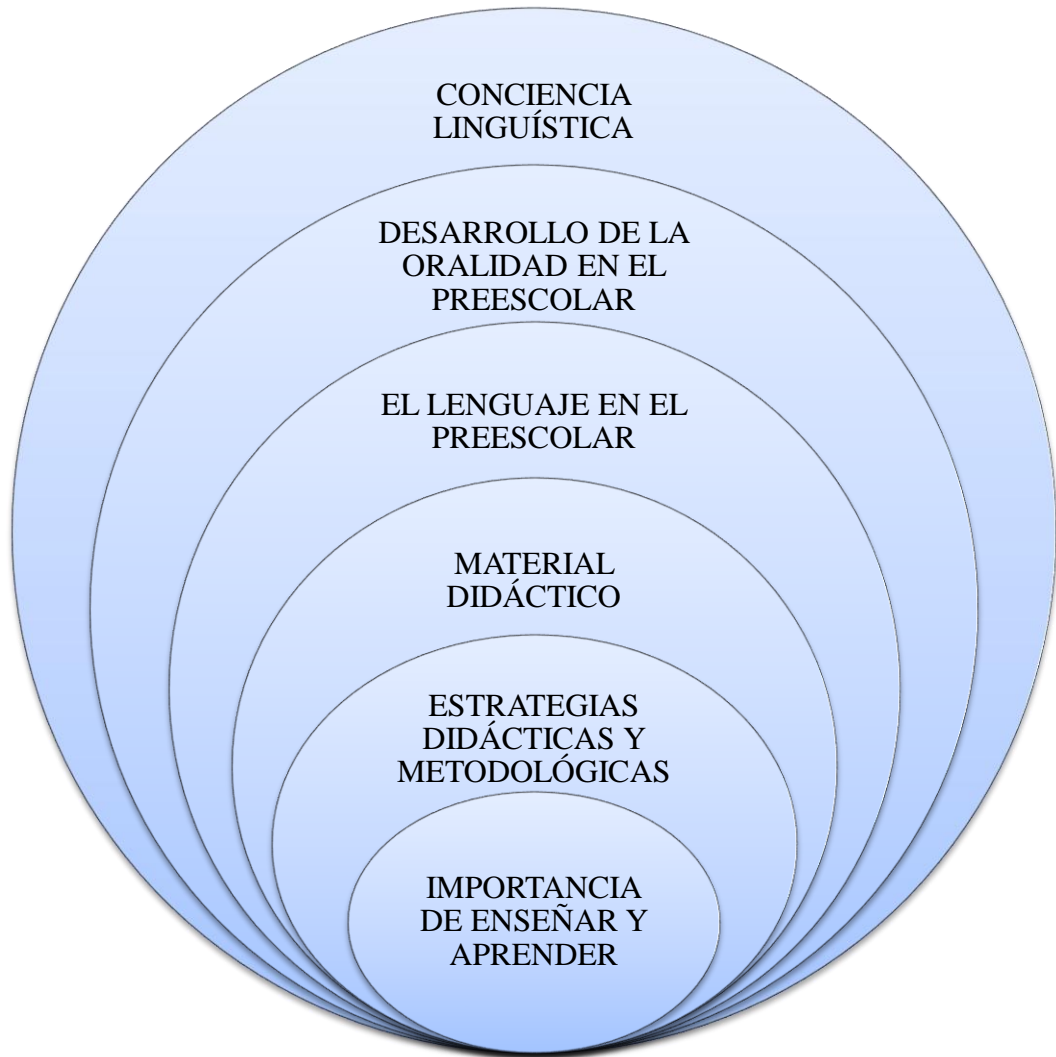 CONCIENCIA
LINGUÍSTICA
DESARROLLO DE LA
ORALIDAD EN EL
PREESCOLAR
EL LENGUAJE EN EL
PREESCOLAR
MATERIAL
DIDÁCTICO
ESTRATEGIAS
DIDÁCTICAS Y
METODOLÓGICAS
IMPORTANCIA
DE ENSEÑAR Y
APRENDER